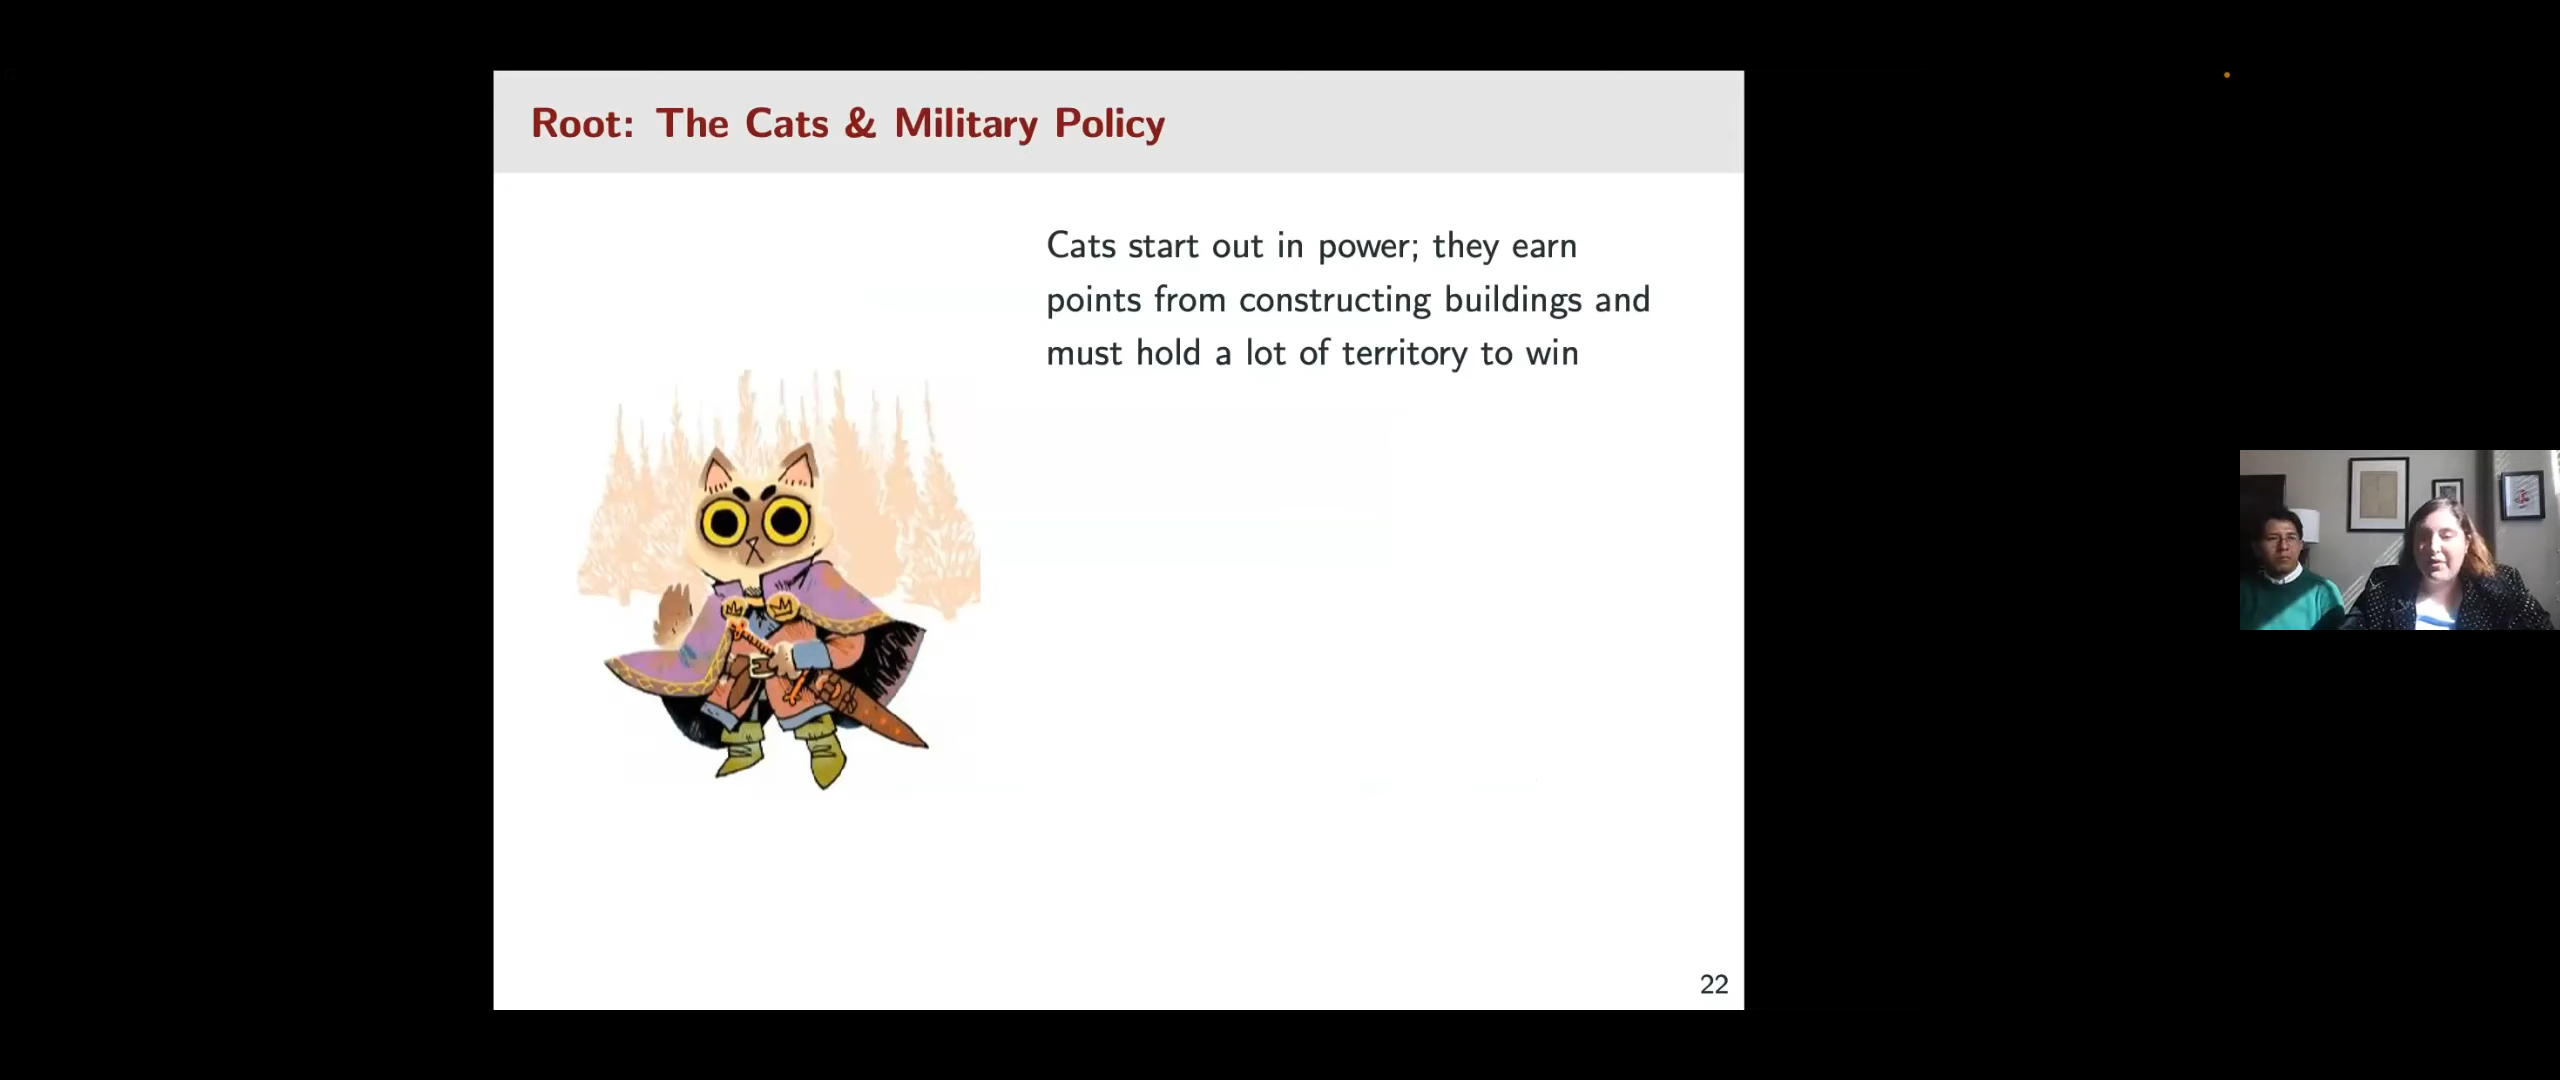 Root: The Cats & Military Policy
Cats start out in power; they earn
points from constructing buildings and
must hold a lot of territory to win
22